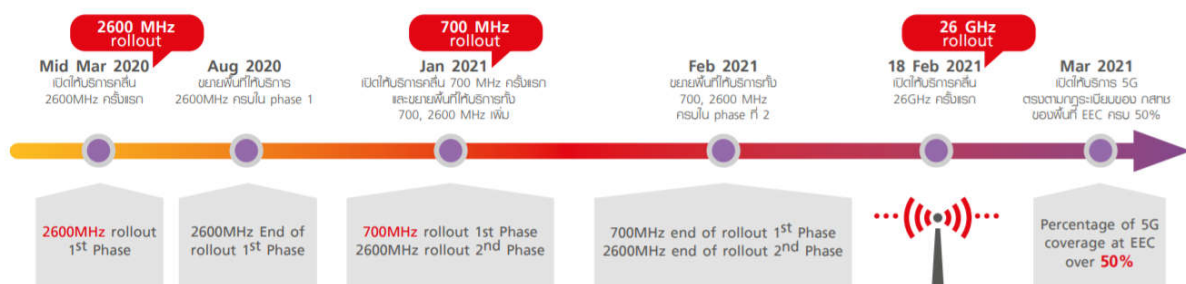 2600 MHz
rollout
700 MHz
rollout
26 GHz
rollout
Mid Mar 2020
เปิดให้บริการคลื่น
2600MHz ครั้งแรก
Aug 2020
ขยายพื้นที่ให้บริการ
2600MHz ครบใน phase 1
Jan 2021
เปิดให้บริการคลื่น 700 MHz ครั้งแรก
และขยายพื้นที่ให้บริการทั้ง
700, 2600 MHz เพิ่ม
Feb 2021
ขยายพื้นที่ให้บริการทั้ง
700, 2600 MHz
ครบใน phase ที่ 2
18 Feb 2021
เปิดให้บริการคลื่น
26GHz ครั้งแรก
Mar 2021
เปิดให้บริการ 5G
ตรงตามกฎระเบียบของ กสทช
ของพื้นที่ EEC ครบ 50%
2600MHz rollout
1st Phase
2600MHz End of
rollout 1st Phase
700MHz rollout 1st Phase
2600MHz rollout 2nd Phase
700MHz end of rollout 1st Phase
2600MHz end of rollout 2nd Phase
Percentage of 5G
coverage at EEC
over 50%